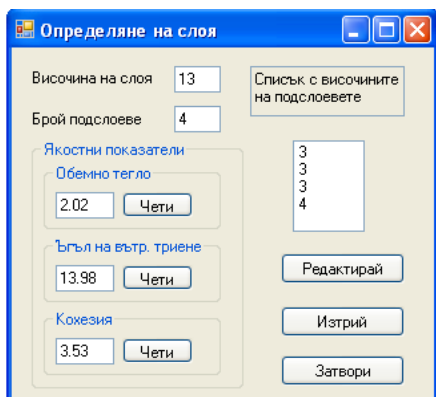 Определяне на слоя
Височина на слоя 13
Брой подслоеве 4
Якостни показатели
Обемно тегло
2.02 Чети
Ъгъл на вътр. триене
13.98 Чети
Кохезия
3.53 Чети
Списък с височините
на подслоевете
3
3
3
4
Редактирай
Изтрий
Затвори